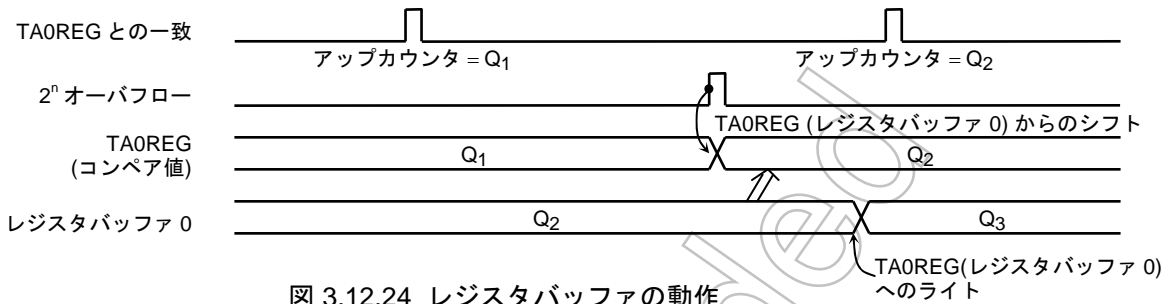 TA0REG との一致
アップカウンタ = Q1
アップカウンタ = Q2
2n オーバフロー
TA0REG (レジスタバッファ 0) からのシフト
TA0REG
(コンペア値)
Q1
Q2
レジスタバッファ 0
Q2
Q3
TA0REG(レジスタバッファ 0)
へのライト
図 3.12.24 レジスタバッファの動作